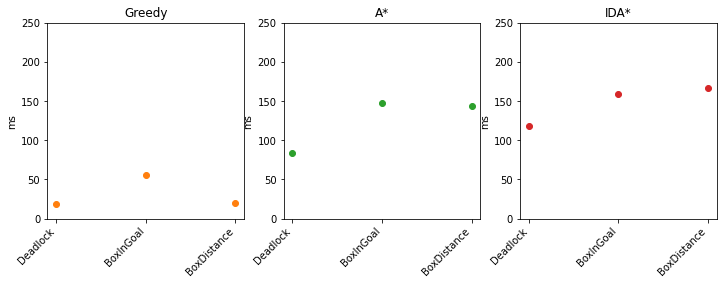 Greedy
ms
250
200
150
100
50
0
Deadlock
BoxInGoal
BoxDistance
A*
ms
250
200
150
100
50
0
Deadlock
BoxInGoal
BoxDistance
IDA*
ms
250
200
150
100
50
0
Deadlock
BoxInGoal
BoxDistance